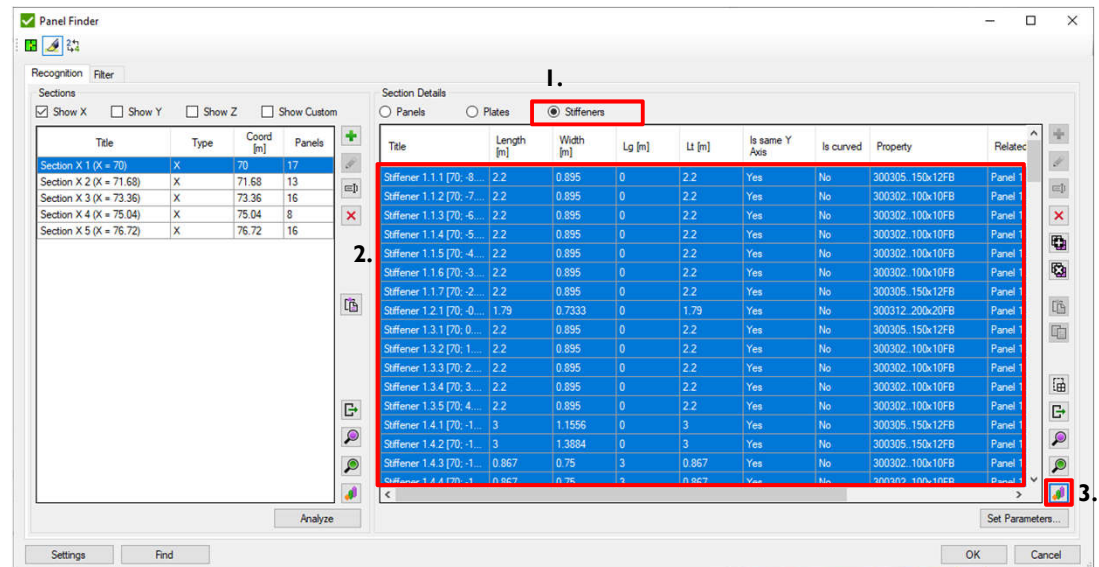 Panel Finder
Recognition Filter
1.
Sections
Section Details
Show X Show Y Show Z Show Custom
Panels Plates Stiffeners
Title Type Coord [m] Panels
Section X 1 (X = 70) X 70 17
Section X 2 (X = 71.68) X 71.68 13
Section X 3 (X = 73.36) X 73.36 16
Section X 4 (X = 75.04) X 75.04 8
Section X 5 (X = 76.72) X 76.72 16
2.
Title Length [m] Width [m] Lg [m] Lt [m] Is same Y Axis Is curved Property Relatec
Stiffener 1.1.1 [70; -8.... 2.2 0.895 0 2.2 Yes No 300305..150x12FB Panel 1
Stiffener 1.1.2 [70; -7.... 2.2 0.895 0 2.2 Yes No 300302..100x10FB Panel 1
Stiffener 1.1.3 [70; -6.... 2.2 0.895 0 2.2 Yes No 300302..100x10FB Panel 1
Stiffener 1.1.4 [70; -5.... 2.2 0.895 0 2.2 Yes No 300302..100x10FB Panel 1
Stiffener 1.1.5 [70; -4.... 2.2 0.895 0 2.2 Yes No 300302..100x10FB Panel 1
Stiffener 1.1.6 [70; -3.... 2.2 0.895 0 2.2 Yes No 300302..100x10FB Panel 1
Stiffener 1.1.7 [70; -2.... 2.2 0.895 0 2.2 Yes No 300305..150x12FB Panel 1
Stiffener 1.2.1 [70; -0.... 1.79 0.7333 0 1.79 Yes No 300312..200x20FB Panel 1
Stiffener 1.3.1 [70; 0.... 2.2 0.895 0 2.2 Yes No 300305..150x12FB Panel 1
Stiffener 1.3.2 [70; 1.... 2.2 0.895 0 2.2 Yes No 300302..100x10FB Panel 1
Stiffener 1.3.3 [70; 2.... 2.2 0.895 0 2.2 Yes No 300302..100x10FB Panel 1
Stiffener 1.3.4 [70; 3.... 2.2 0.895 0 2.2 Yes No 300302..100x10FB Panel 1
Stiffener 1.3.5 [70; 4.... 2.2 0.895 0 2.2 Yes No 300302..100x10FB Panel 1
Stiffener 1.4.1 [70; -1... 3 1.1556 0 3 Yes No 300305..150x12FB Panel 1
Stiffener 1.4.2 [70; -1... 3 1.3884 0 3 Yes No 300305..150x12FB Panel 1
Stiffener 1.4.3 [70; -1... 0.867 0.75 3 0.867 Yes No 300302..100x10FB Panel 1
Stiffener 1.4.4 [70; -1... 0.867 0.75 3 0.867 Yes No 300302..100x10FB Panel 1
3.
Analyze
Set Parameters...
Settings Find OK Cancel